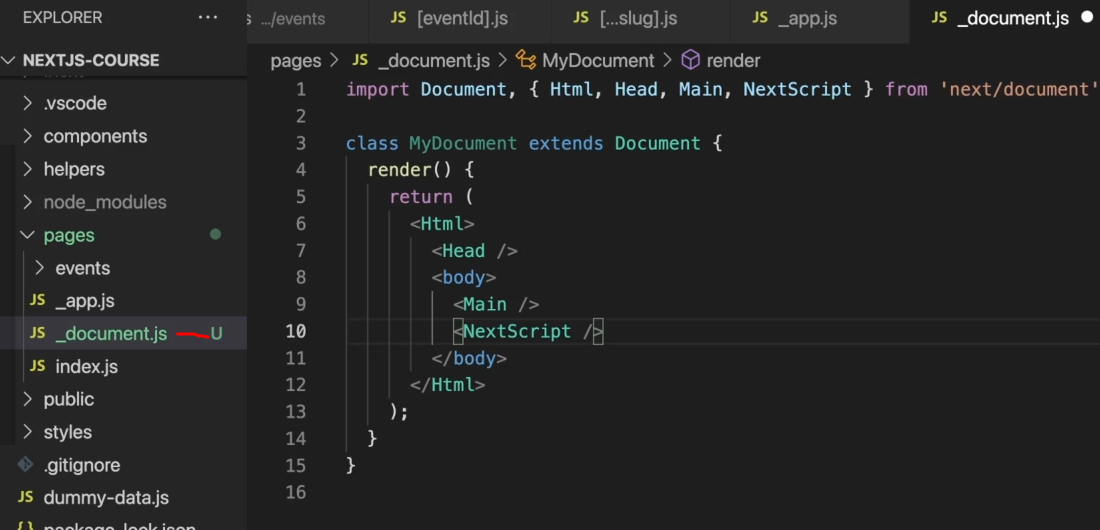 EXPLORER ...
NEXTJS-COURSE
.vscode
components
helpers
node_modules
pages
events
JS _app.js
JS _document.js U
JS index.js
public
styles
.gitignore
JS dummy-data.js
s .../events JS [eventId].js JS [...slug].js JS _app.js JS _document.js
pages > JS _document.js > MyDocument > render
1 import Document, { Html, Head, Main, NextScript } from 'next/document'
2
3 class MyDocument extends Document {
4 render() {
5 return (
6 <Html>
7 <Head />
8 <body>
9 <Main />
10 <NextScript />
11 </body>
12 </Html>
13 );
14 }
15 }
16